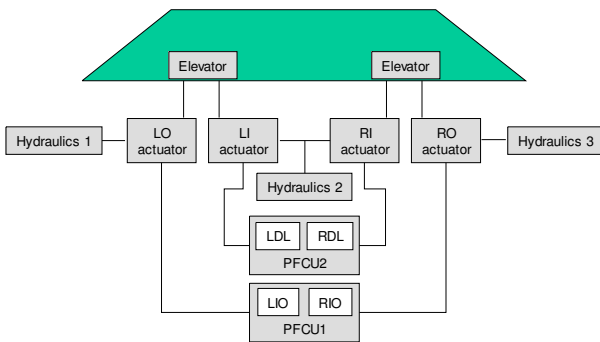 Elevator
Elevator
Hydraulics 1
LO
actuator
LI
actuator
RI
actuator
RO
actuator
Hydraulics 3
Hydraulics 2
LDL
RDL
PFCU2
LIO
RIO
PFCU1